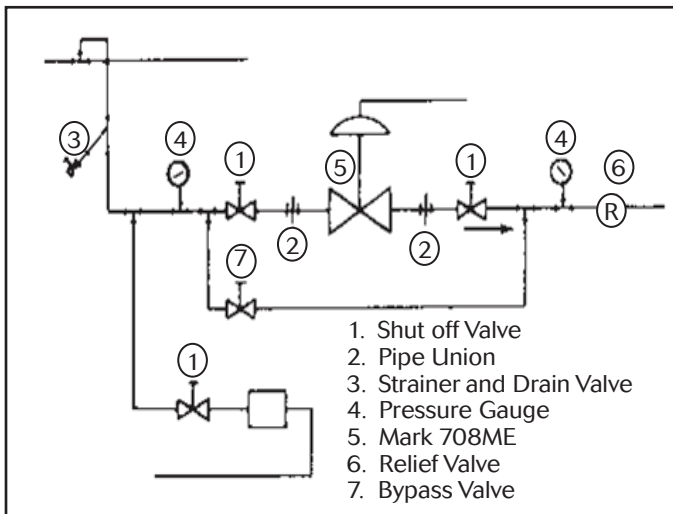 4
1
1
4
3
5
6
R
2
2
7
1
1. Shut off Valve
2. Pipe Union
3. Strainer and Drain Valve
4. Pressure Gauge
5. Mark 708ME
6. Relief Valve
7. Bypass Valve